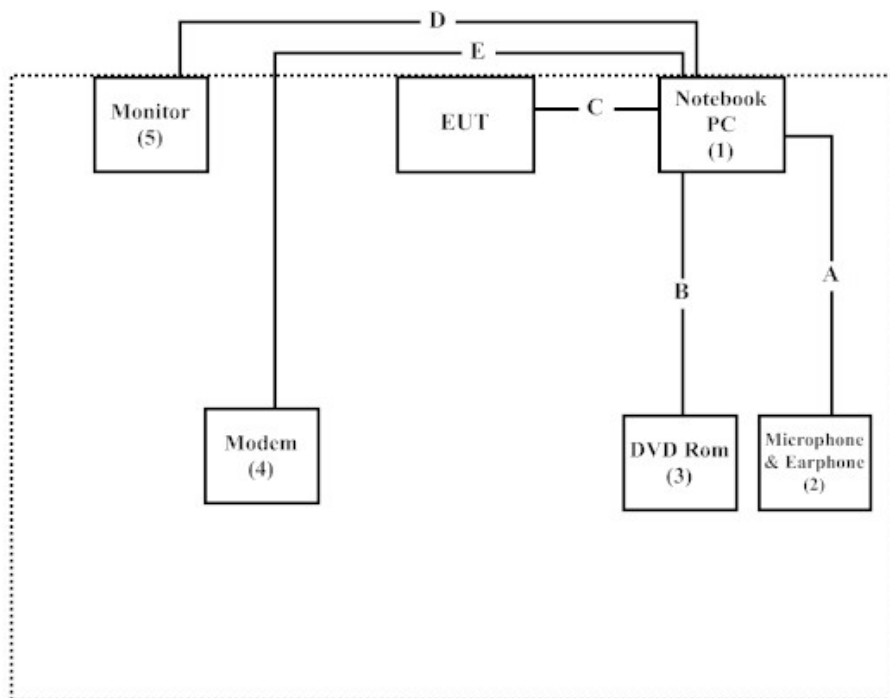 D
E
Monitor
(5)
EUT
C
Notebook
PC
(1)
B
A
Modem
(4)
DVD Rom
(3)
Microphone
& Earphone
(2)